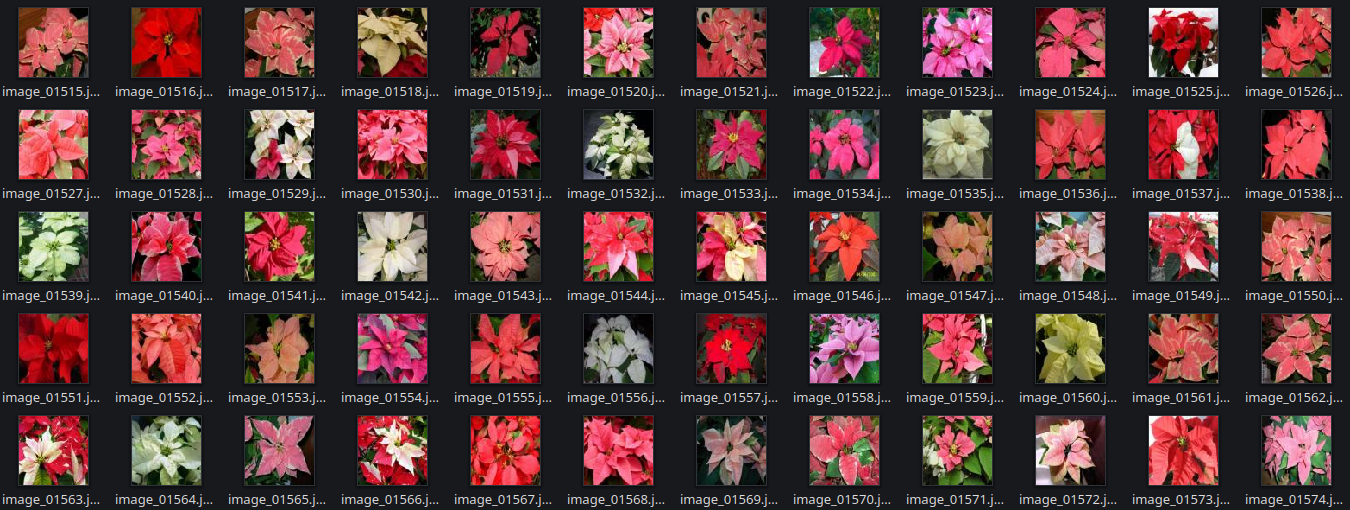 image_01515.j... image_01516.j... image_01517.j... image_01518.j... image_01519.j... image_01520.j... image_01521.j... image_01522.j... image_01523.j... image_01524.j... image_01525.j... image_01526.j...
image_01527.j... image_01528.j... image_01529.j... image_01530.j... image_01531.j... image_01532.j... image_01533.j... image_01534.j... image_01535.j... image_01536.j... image_01537.j... image_01538.j...
image_01539.j... image_01540.j... image_01541.j... image_01542.j... image_01543.j... image_01544.j... image_01545.j... image_01546.j... image_01547.j... image_01548.j... image_01549.j... image_01550.j...
image_01551.j... image_01552.j... image_01553.j... image_01554.j... image_01555.j... image_01556.j... image_01557.j... image_01558.j... image_01559.j... image_01560.j... image_01561.j... image_01562.j...
image_01563.j... image_01564.j... image_01565.j... image_01566.j... image_01567.j... image_01568.j... image_01569.j... image_01570.j... image_01571.j... image_01572.j... image_01573.j... image_01574.j...